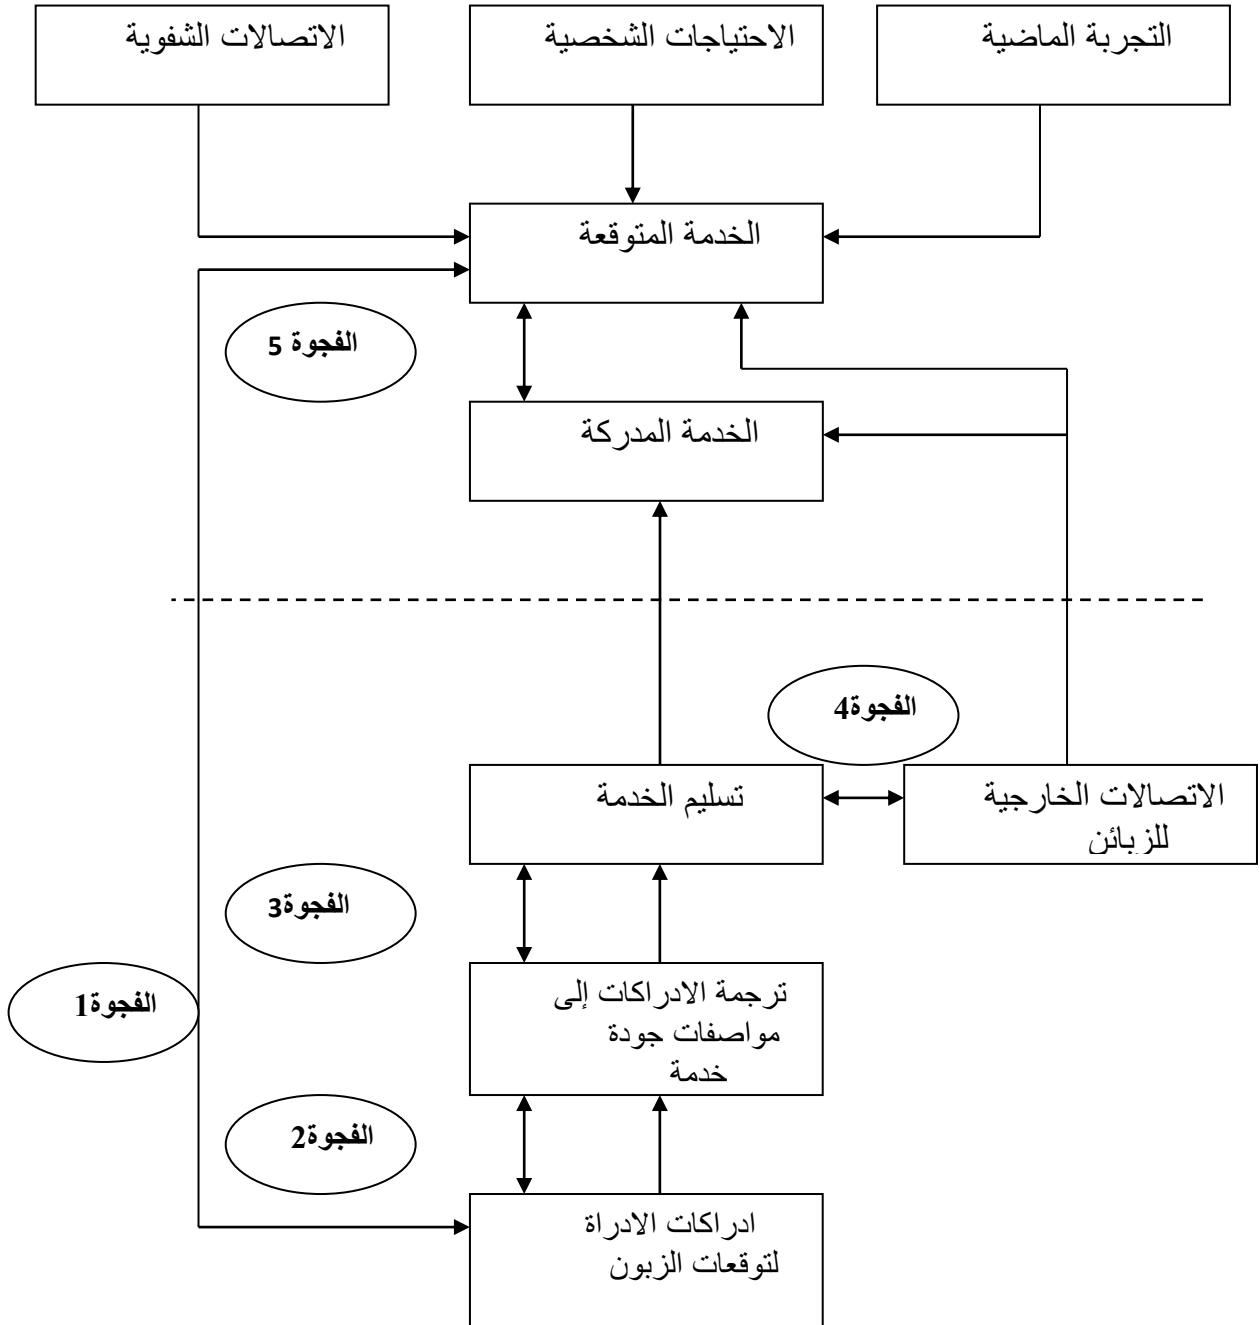 التجربة الماضية
الاحتياجات الشخصية
الاتصالات الشفوية
الخدمة المتوقعة
الفجوة 5
الخدمة المدركة
الفجوة4
الاتصالات الخارجية
للزبائن
تسليم الخدمة
الفجوة3
ترجمة الادراكات إلى
مواصفات جودة
خدمة
الفجوة1
الفجوة2
ادراكات الادراة
لتوقعات الزبون